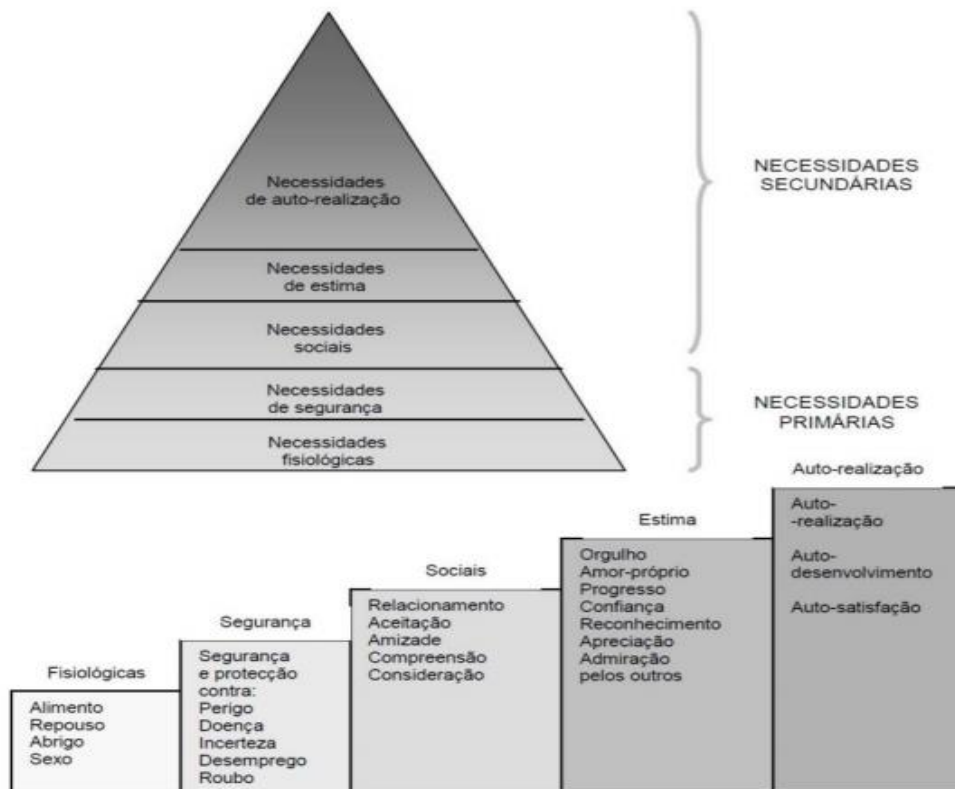 Necessidades
de auto-realização
Necessidades
de estima
Necessidades
sociais
Necessidades
de segurança
Necessidades
fisiológicas
NECESSIDADES
SECUNDÁRIAS
NECESSIDADES
PRIMÁRIAS
Fisiológicas
Alimento
Repouso
Abrigo
Sexo
Segurança
Segurança
e protecção
contra:
Perigo
Doença
Incerteza
Desemprego
Roubo
Sociais
Relacionamento
Aceitação
Amizade
Compreensão
Consideração
Estima
Orgulho
Amor-próprio
Progresso
Confiança
Reconhecimento
Apreciação
Admiração
pelos outros
Auto-realização
Auto-
-realização
Auto-
desenvolvimento
Auto-satisfação